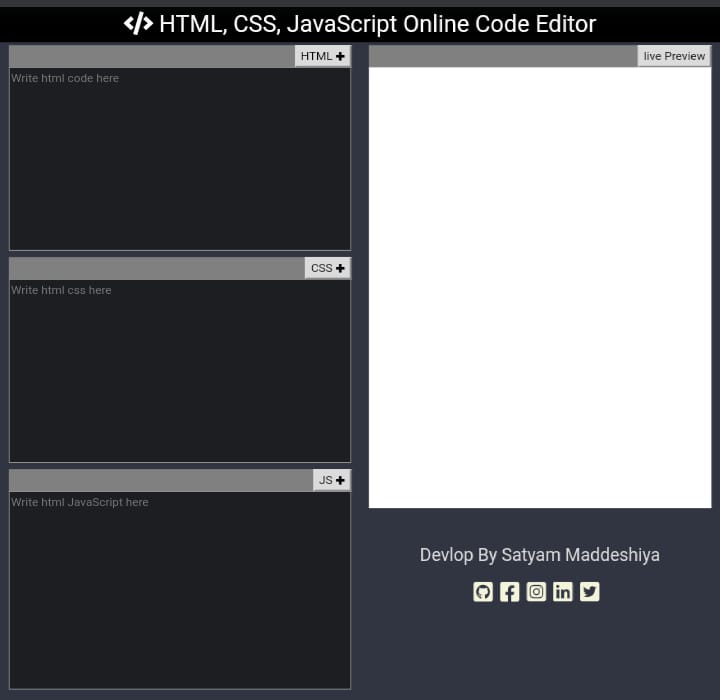 </> HTML, CSS, JavaScript Online Code Editor
HTML +
Write html code here
CSS +
Write html css here
JS +
Write html JavaScript here
live Preview
Devlop By Satyam Maddeshiya